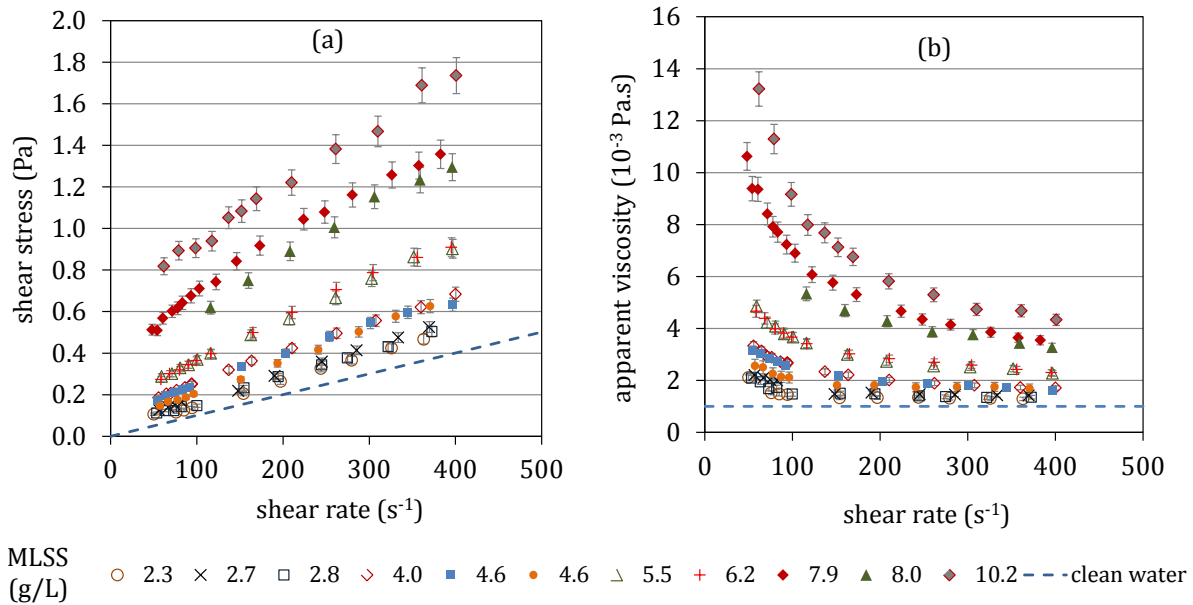 (a)
2.0
1.8
1.6
1.4
1.2
1.0
0.8
0.6
0.4
0.2
0.0
shear stress (Pa)
0 100 200 300 400 500
shear rate (s⁻¹)
(b)
16
14
12
10
8
6
4
2
0
apparent viscosity (10⁻³ Pa.s)
0 100 200 300 400 500
shear rate (s⁻¹)
MLSS
(g/L)
2.3 2.7 2.8 4.0 4.6 4.6 5.5 6.2 7.9 8.0 10.2 clean water